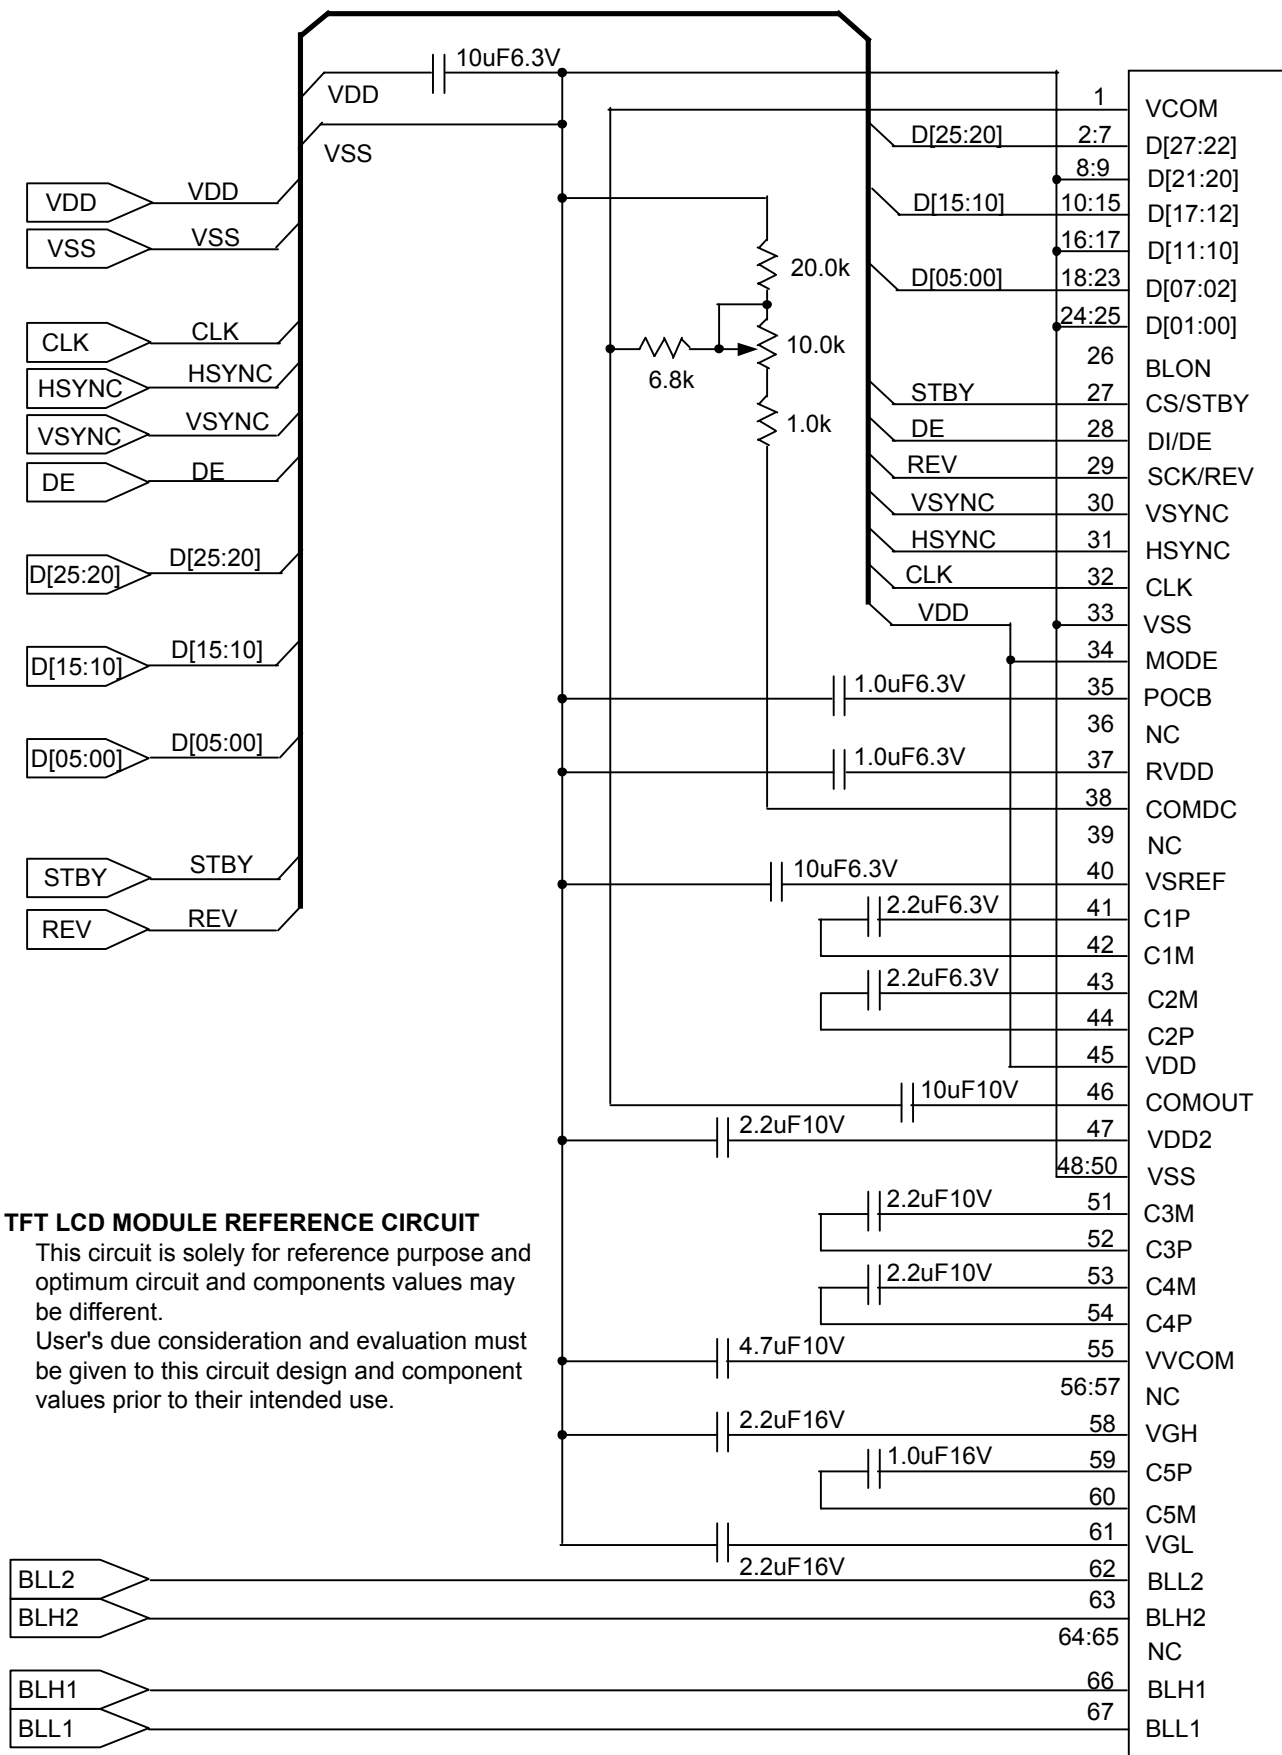 10uF6.3V
VDD
VSS
VDD VDD
VSS VSS
CLK CLK
HSYNC HSYNC
VSYNC VSYNC
DE DE
D[25:20] D[25:20]
D[15:10] D[15:10]
D[05:00] D[05:00]
STBY STBY
REV REV
20.0k
10.0k
6.8k
1.0k
1 VCOM
D[25:20] 2:7 D[27:22]
8:9 D[21:20]
D[15:10] 10:15 D[17:12]
16:17 D[11:10]
D[05:00] 18:23 D[07:02]
24:25 D[01:00]
26 BLON
STBY 27 CS/STBY
DE 28 DI/DE
REV 29 SCK/REV
VSYNC 30 VSYNC
HSYNC 31 HSYNC
CLK 32 CLK
VDD 33 VSS
34 MODE
1.0uF6.3V 35 POCB
36 NC
1.0uF6.3V 37 RVDD
38 COMDC
39 NC
10uF6.3V 40 VSREF
2.2uF6.3V 41 C1P
42 C1M
2.2uF6.3V 43 C2M
44 C2P
45 VDD
10uF10V 46 COMOUT
2.2uF10V 47 VDD2
48:50 VSS
2.2uF10V 51 C3M
52 C3P
2.2uF10V 53 C4M
54 C4P
4.7uF10V 55 VVCOM
56:57 NC
2.2uF16V 58 VGH
1.0uF16V 59 C5P
60 C5M
61 VGL
2.2uF16V
TFT LCD MODULE REFERENCE CIRCUIT
This circuit is solely for reference purpose and
optimum circuit and components values may
be different.
User's due consideration and evaluation must
be given to this circuit design and component
values prior to their intended use.
BLL2 62 BLL2
BLH2 63 BLH2
64:65 NC
BLH1 66 BLH1
BLL1 67 BLL1